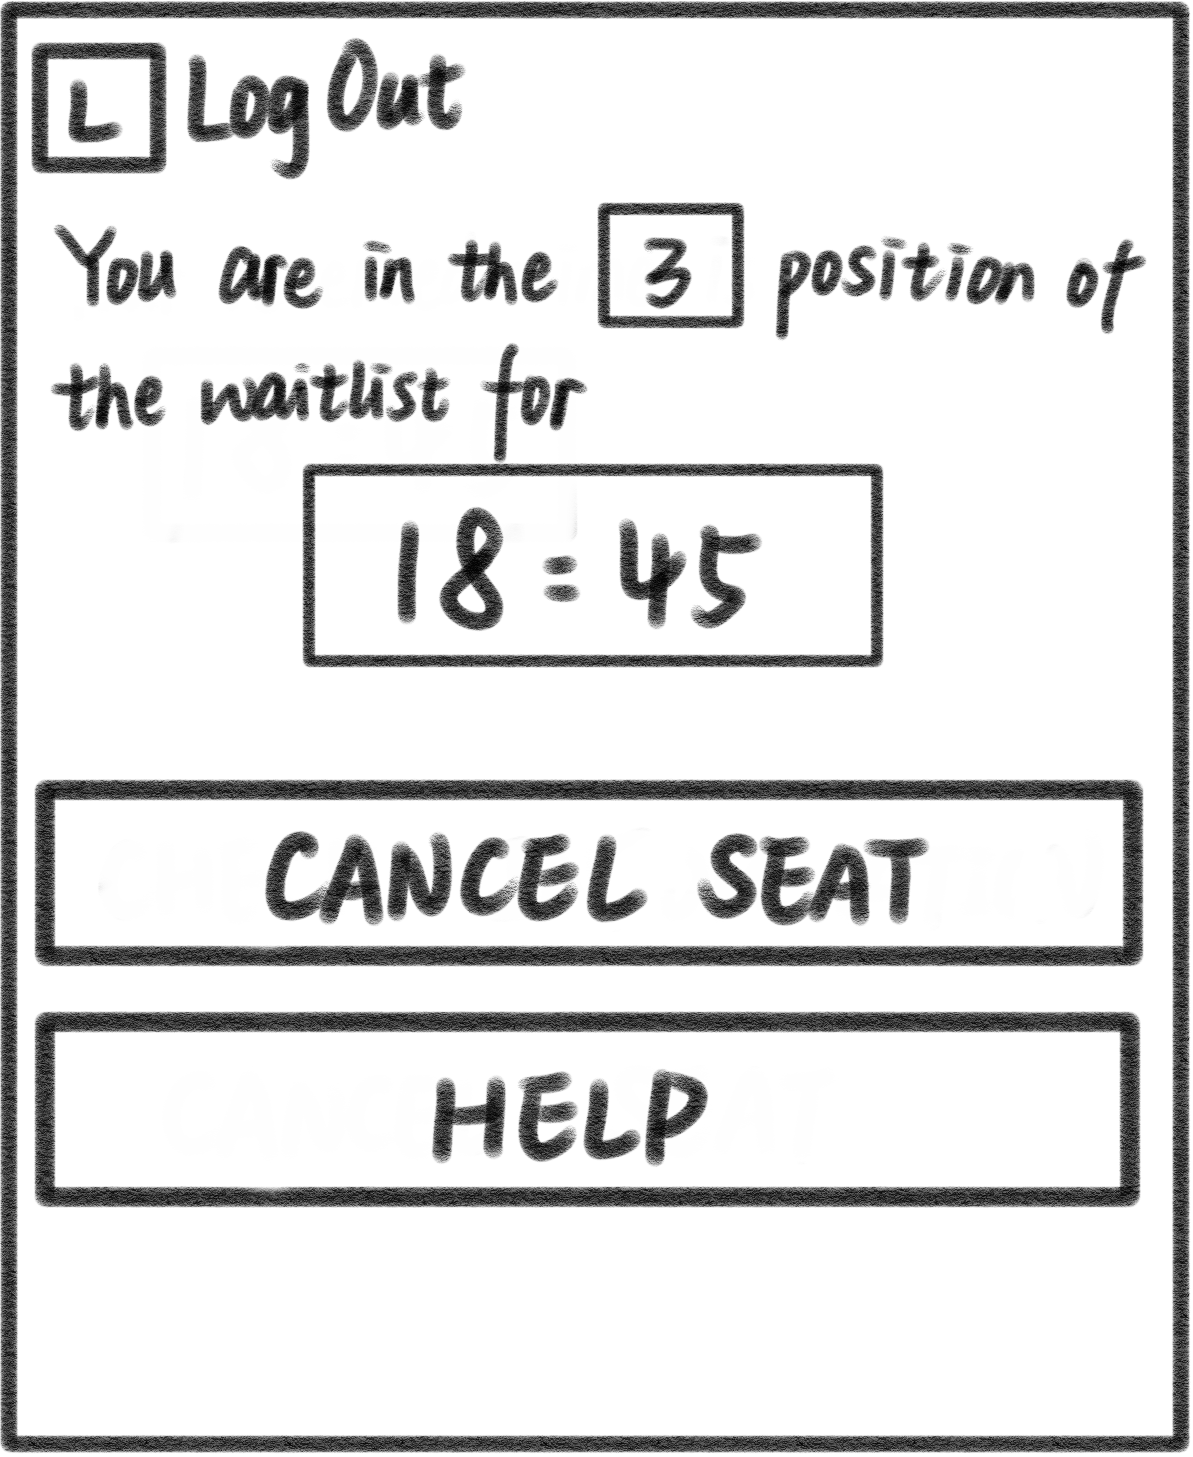 L Log Out
You are in the 3 position of
the waitlist for
18:45
CANCEL SEAT
HELP